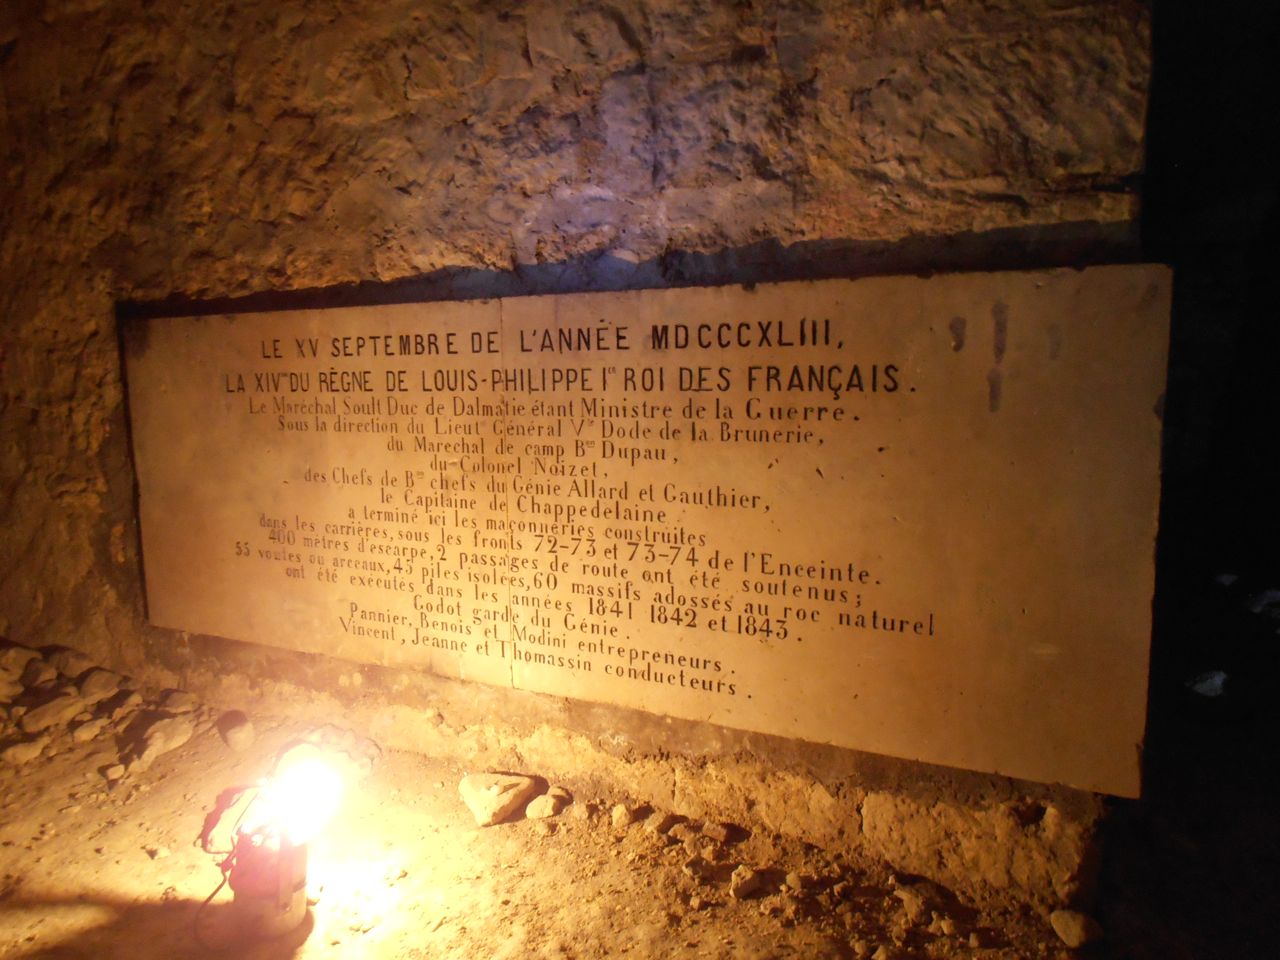 LE XV SEPTEMBRE DE L'ANNÉE MDCCCXLIII,
LA XIVme DU RÈGNE DE LOUIS-PHILIPPE Ier ROI DES FRANÇAIS.
Le Maréchal Soult Duc de Dalmatie étant Ministre de la Guerre.
Sous la direction du Lieutt Général Vte Dode de la Brunerie,
du Maréchal de camp Bon Dupau,
du Colonel Noizet,
des Chefs de Bon chefs du Génie Allard et Gauthier,
le Capitaine de Chappedelaine
a terminé ici les maçonneries construites
dans les carrières, sous les fronts 72-73 et 73-74 de l'Enceinte.
400 mètres d'escarpe, 2 passages de route ont été soutenus;
55 voutes ou arceaux, 45 piles isolées, 60 massifs adossés au roc naturel
ont été exécutés dans les années 1841 1842 et 1843.
Godot garde du Génie.
Pannier, Benois et Modini entrepreneurs.
Vincent, Jeanne et Thomassin conducteurs.